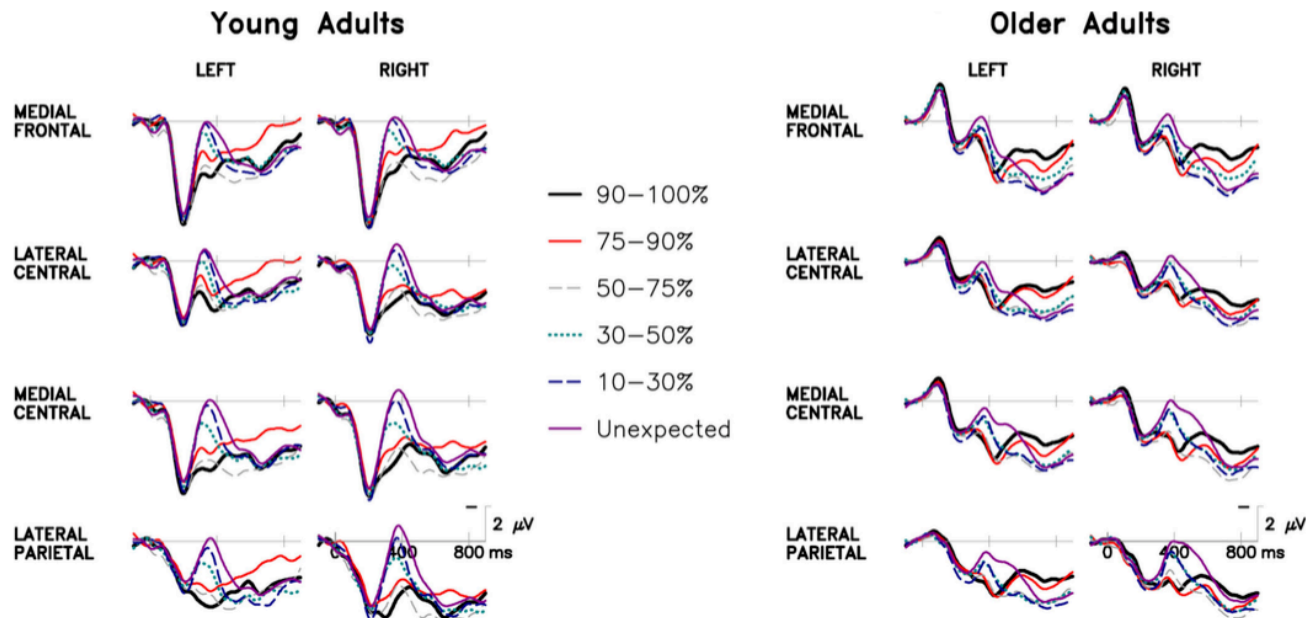 Young Adults
Older Adults
LEFT
RIGHT
LEFT
RIGHT
MEDIAL
FRONTAL
MEDIAL
FRONTAL
90–100%
75–90%
50–75%
30–50%
10–30%
Unexpected
LATERAL
CENTRAL
LATERAL
CENTRAL
MEDIAL
CENTRAL
MEDIAL
CENTRAL
LATERAL
PARIETAL
– 2 μV
0 400 800 ms
LATERAL
PARIETAL
– 2 μV
0 400 800 ms